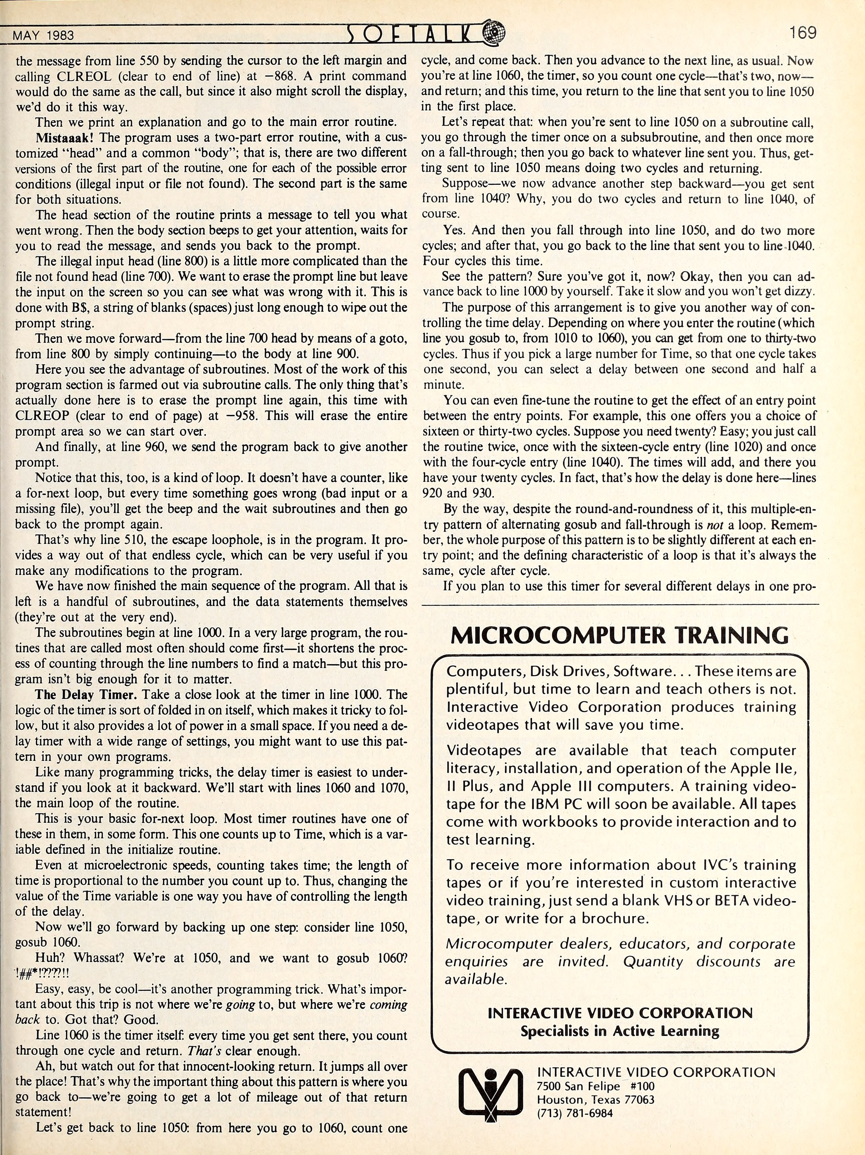 MAY 1983
SOFTALK
169
the message from line 550 by sending the cursor to the left margin and
calling CLREOL (clear to end of line) at −868. A print command
would do the same as the call, but since it also might scroll the display,
we'd do it this way.
Then we print an explanation and go to the main error routine.
Mistaaak! The program uses a two-part error routine, with a cus-
tomized "head" and a common "body"; that is, there are two different
versions of the first part of the routine, one for each of the possible error
conditions (illegal input or file not found). The second part is the same
for both situations.
The head section of the routine prints a message to tell you what
went wrong. Then the body section beeps to get your attention, waits for
you to read the message, and sends you back to the prompt.
The illegal input head (line 800) is a little more complicated than the
file not found head (line 700). We want to erase the prompt line but leave
the input on the screen so you can see what was wrong with it. This is
done with B$, a string of blanks (spaces) just long enough to wipe out the
prompt string.
Then we move forward—from the line 700 head by means of a goto,
from line 800 by simply continuing—to the body at line 900.
Here you see the advantage of subroutines. Most of the work of this
program section is farmed out via subroutine calls. The only thing that's
actually done here is to erase the prompt line again, this time with
CLREOP (clear to end of page) at −958. This will erase the entire
prompt area so we can start over.
And finally, at line 960, we send the program back to give another
prompt.
Notice that this, too, is a kind of loop. It doesn't have a counter, like
a for-next loop, but every time something goes wrong (bad input or a
missing file), you'll get the beep and the wait subroutines and then go
back to the prompt again.
That's why line 510, the escape loophole, is in the program. It pro-
vides a way out of that endless cycle, which can be very useful if you
make any modifications to the program.
We have now finished the main sequence of the program. All that is
left is a handful of subroutines, and the data statements themselves
(they're out at the very end).
The subroutines begin at line 1000. In a very large program, the rou-
tines that are called most often should come first—it shortens the proc-
ess of counting through the line numbers to find a match—but this pro-
gram isn't big enough for it to matter.
The Delay Timer. Take a close look at the timer in line 1000. The
logic of the timer is sort of folded in on itself, which makes it tricky to fol-
low, but it also provides a lot of power in a small space. If you need a de-
lay timer with a wide range of settings, you might want to use this pat-
tern in your own programs.
Like many programming tricks, the delay timer is easiest to under-
stand if you look at it backward. We'll start with lines 1060 and 1070,
the main loop of the routine.
This is your basic for-next loop. Most timer routines have one of
these in them, in some form. This one counts up to Time, which is a var-
iable defined in the initialize routine.
Even at microelectronic speeds, counting takes time; the length of
time is proportional to the number you count up to. Thus, changing the
value of the Time variable is one way you have of controlling the length
of the delay.
Now we'll go forward by backing up one step: consider line 1050,
gosub 1060.
Huh? Whassat? We're at 1050, and we want to gosub 1060?
!##*!????!!
Easy, easy, be cool—it's another programming trick. What's impor-
tant about this trip is not where we're going to, but where we're coming
back to. Got that? Good.
Line 1060 is the timer itself: every time you get sent there, you count
through one cycle and return. That's clear enough.
Ah, but watch out for that innocent-looking return. It jumps all over
the place! That's why the important thing about this pattern is where you
go back to—we're going to get a lot of mileage out of that return
statement!
Let's get back to line 1050: from here you go to 1060, count one
cycle, and come back. Then you advance to the next line, as usual. Now
you're at line 1060, the timer, so you count one cycle—that's two, now—
and return; and this time, you return to the line that sent you to line 1050
in the first place.
Let's repeat that: when you're sent to line 1050 on a subroutine call,
you go through the timer once on a subsubroutine, and then once more
on a fall-through; then you go back to whatever line sent you. Thus, get-
ting sent to line 1050 means doing two cycles and returning.
Suppose—we now advance another step backward—you get sent
from line 1040? Why, you do two cycles and return to line 1040, of
course.
Yes. And then you fall through into line 1050, and do two more
cycles; and after that, you go back to the line that sent you to line 1040.
Four cycles this time.
See the pattern? Sure you've got it, now? Okay, then you can ad-
vance back to line 1000 by yourself. Take it slow and you won't get dizzy.
The purpose of this arrangement is to give you another way of con-
trolling the time delay. Depending on where you enter the routine (which
line you gosub to, from 1010 to 1060), you can get from one to thirty-two
cycles. Thus if you pick a large number for Time, so that one cycle takes
one second, you can select a delay between one second and half a
minute.
You can even fine-tune the routine to get the effect of an entry point
between the entry points. For example, this one offers you a choice of
sixteen or thirty-two cycles. Suppose you need twenty? Easy; you just call
the routine twice, once with the sixteen-cycle entry (line 1020) and once
with the four-cycle entry (line 1040). The times will add, and there you
have your twenty cycles. In fact, that's how the delay is done here—lines
920 and 930.
By the way, despite the round-and-roundness of it, this multiple-en-
try pattern of alternating gosub and fall-through is not a loop. Remem-
ber, the whole purpose of this pattern is to be slightly different at each en-
try point; and the defining characteristic of a loop is that it's always the
same, cycle after cycle.
If you plan to use this timer for several different delays in one pro-
MICROCOMPUTER TRAINING
Computers, Disk Drives, Software. . . These items are
plentiful, but time to learn and teach others is not.
Interactive Video Corporation produces training
videotapes that will save you time.
Videotapes are available that teach computer
literacy, installation, and operation of the Apple IIe,
II Plus, and Apple III computers. A training video-
tape for the IBM PC will soon be available. All tapes
come with workbooks to provide interaction and to
test learning.
To receive more information about IVC's training
tapes or if you're interested in custom interactive
video training, just send a blank VHS or BETA video-
tape, or write for a brochure.
Microcomputer dealers, educators, and corporate
enquiries are invited. Quantity discounts are
available.
INTERACTIVE VIDEO CORPORATION
Specialists in Active Learning
INTERACTIVE VIDEO CORPORATION
7500 San Felipe #100
Houston, Texas 77063
(713) 781-6984